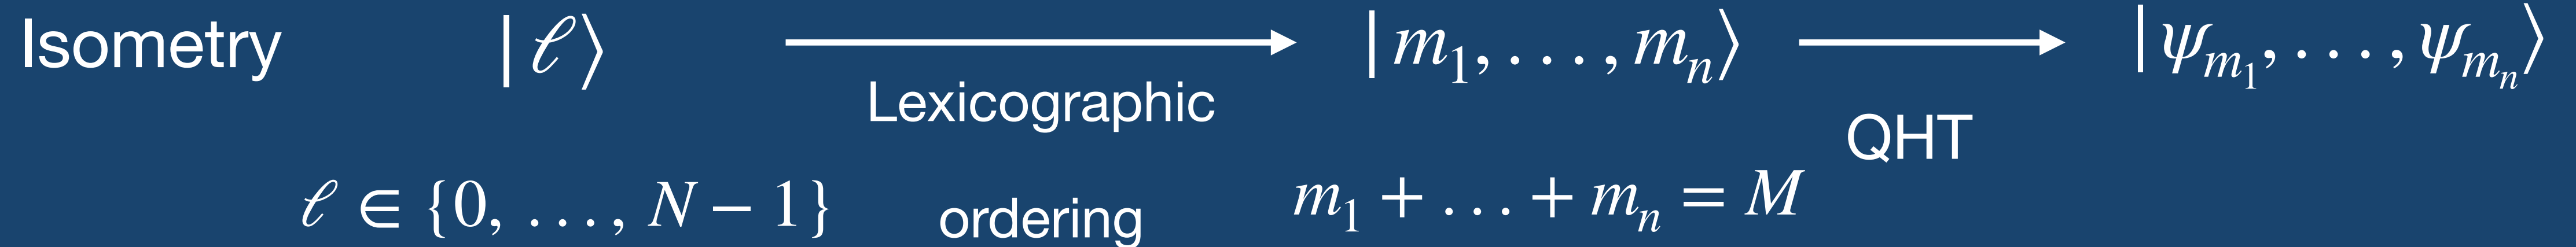 Isometry |ℓ⟩ |m₁, . . . , mₙ⟩ |ψ_{m₁}, . . . , ψ_{mₙ}⟩
Lexicographic QHT
ℓ ∈ {0, …, N − 1} ordering m₁ + … + mₙ = M